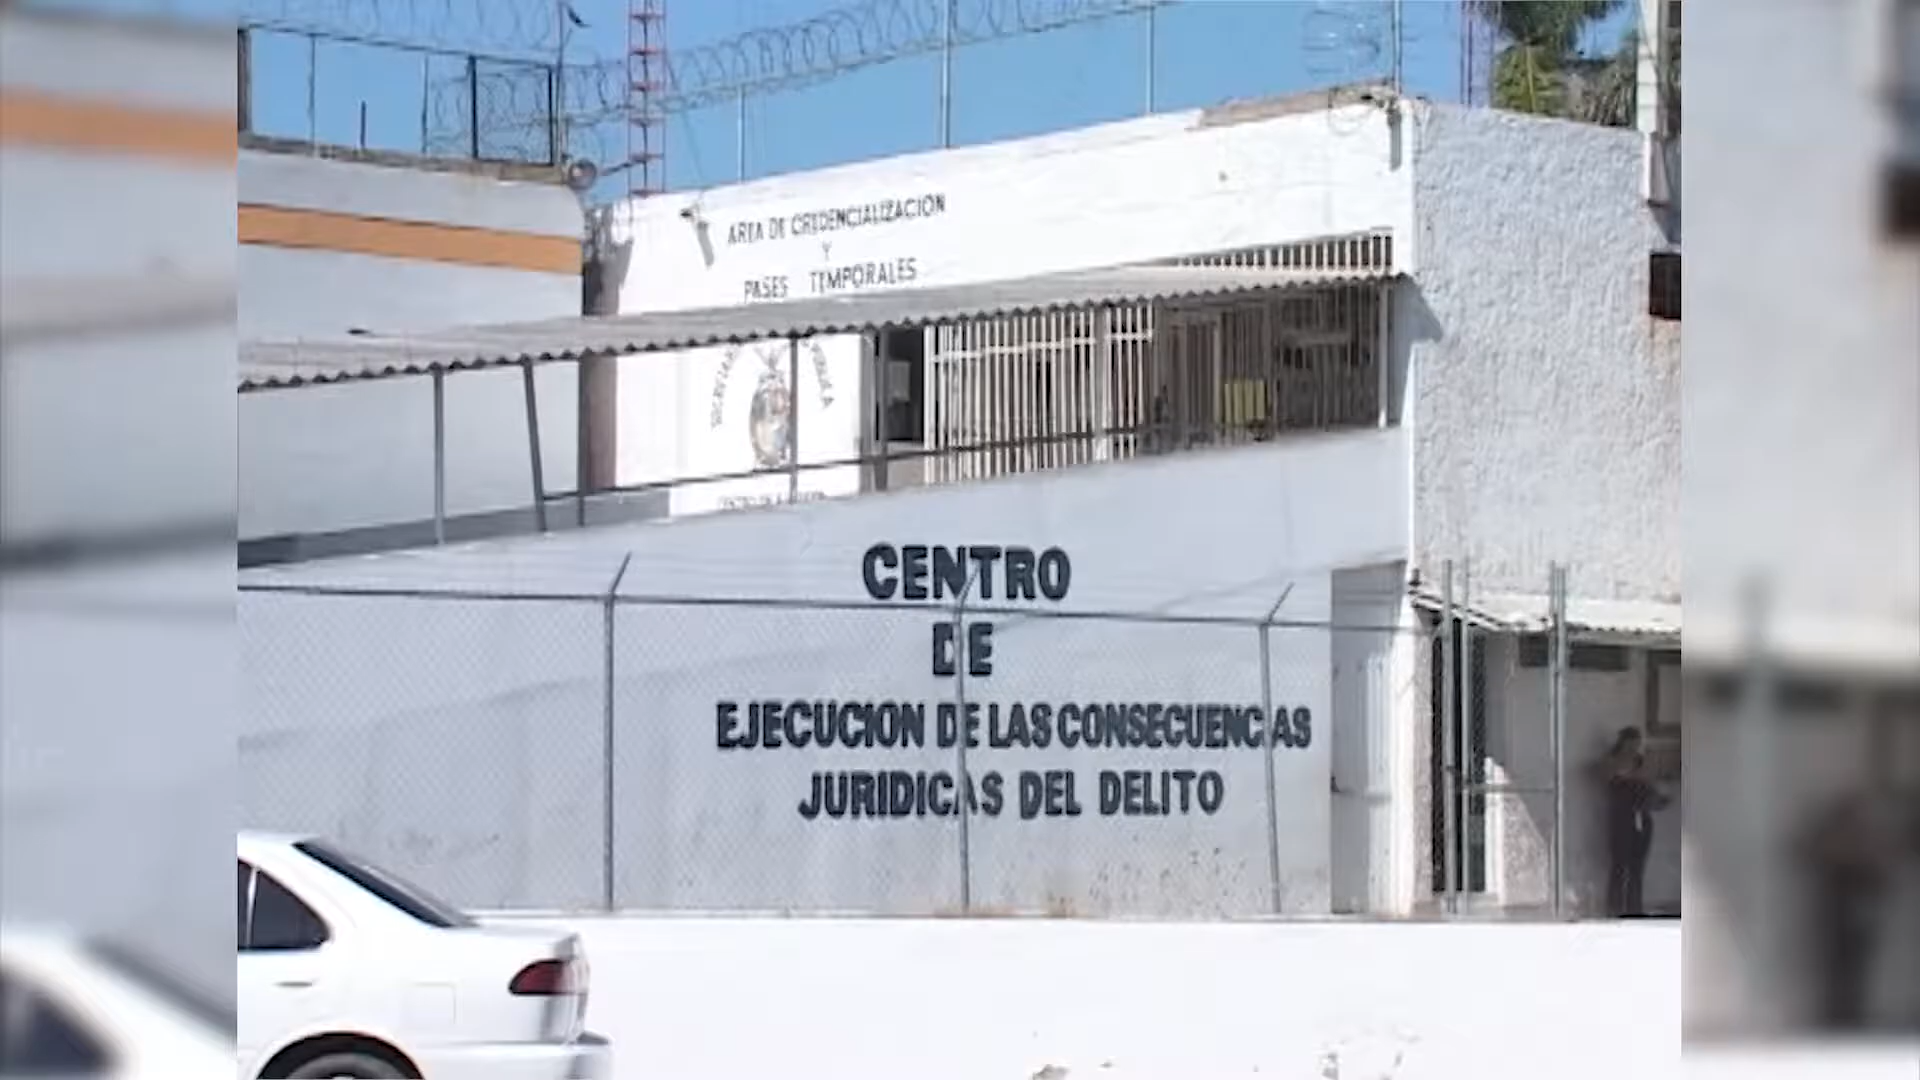 AREA DE CREDENCIALIZACION
Y
PASES TEMPORALES
CENTRO
DE
EJECUCION DE LAS CONSECUENCIAS
JURIDICAS DEL DELITO